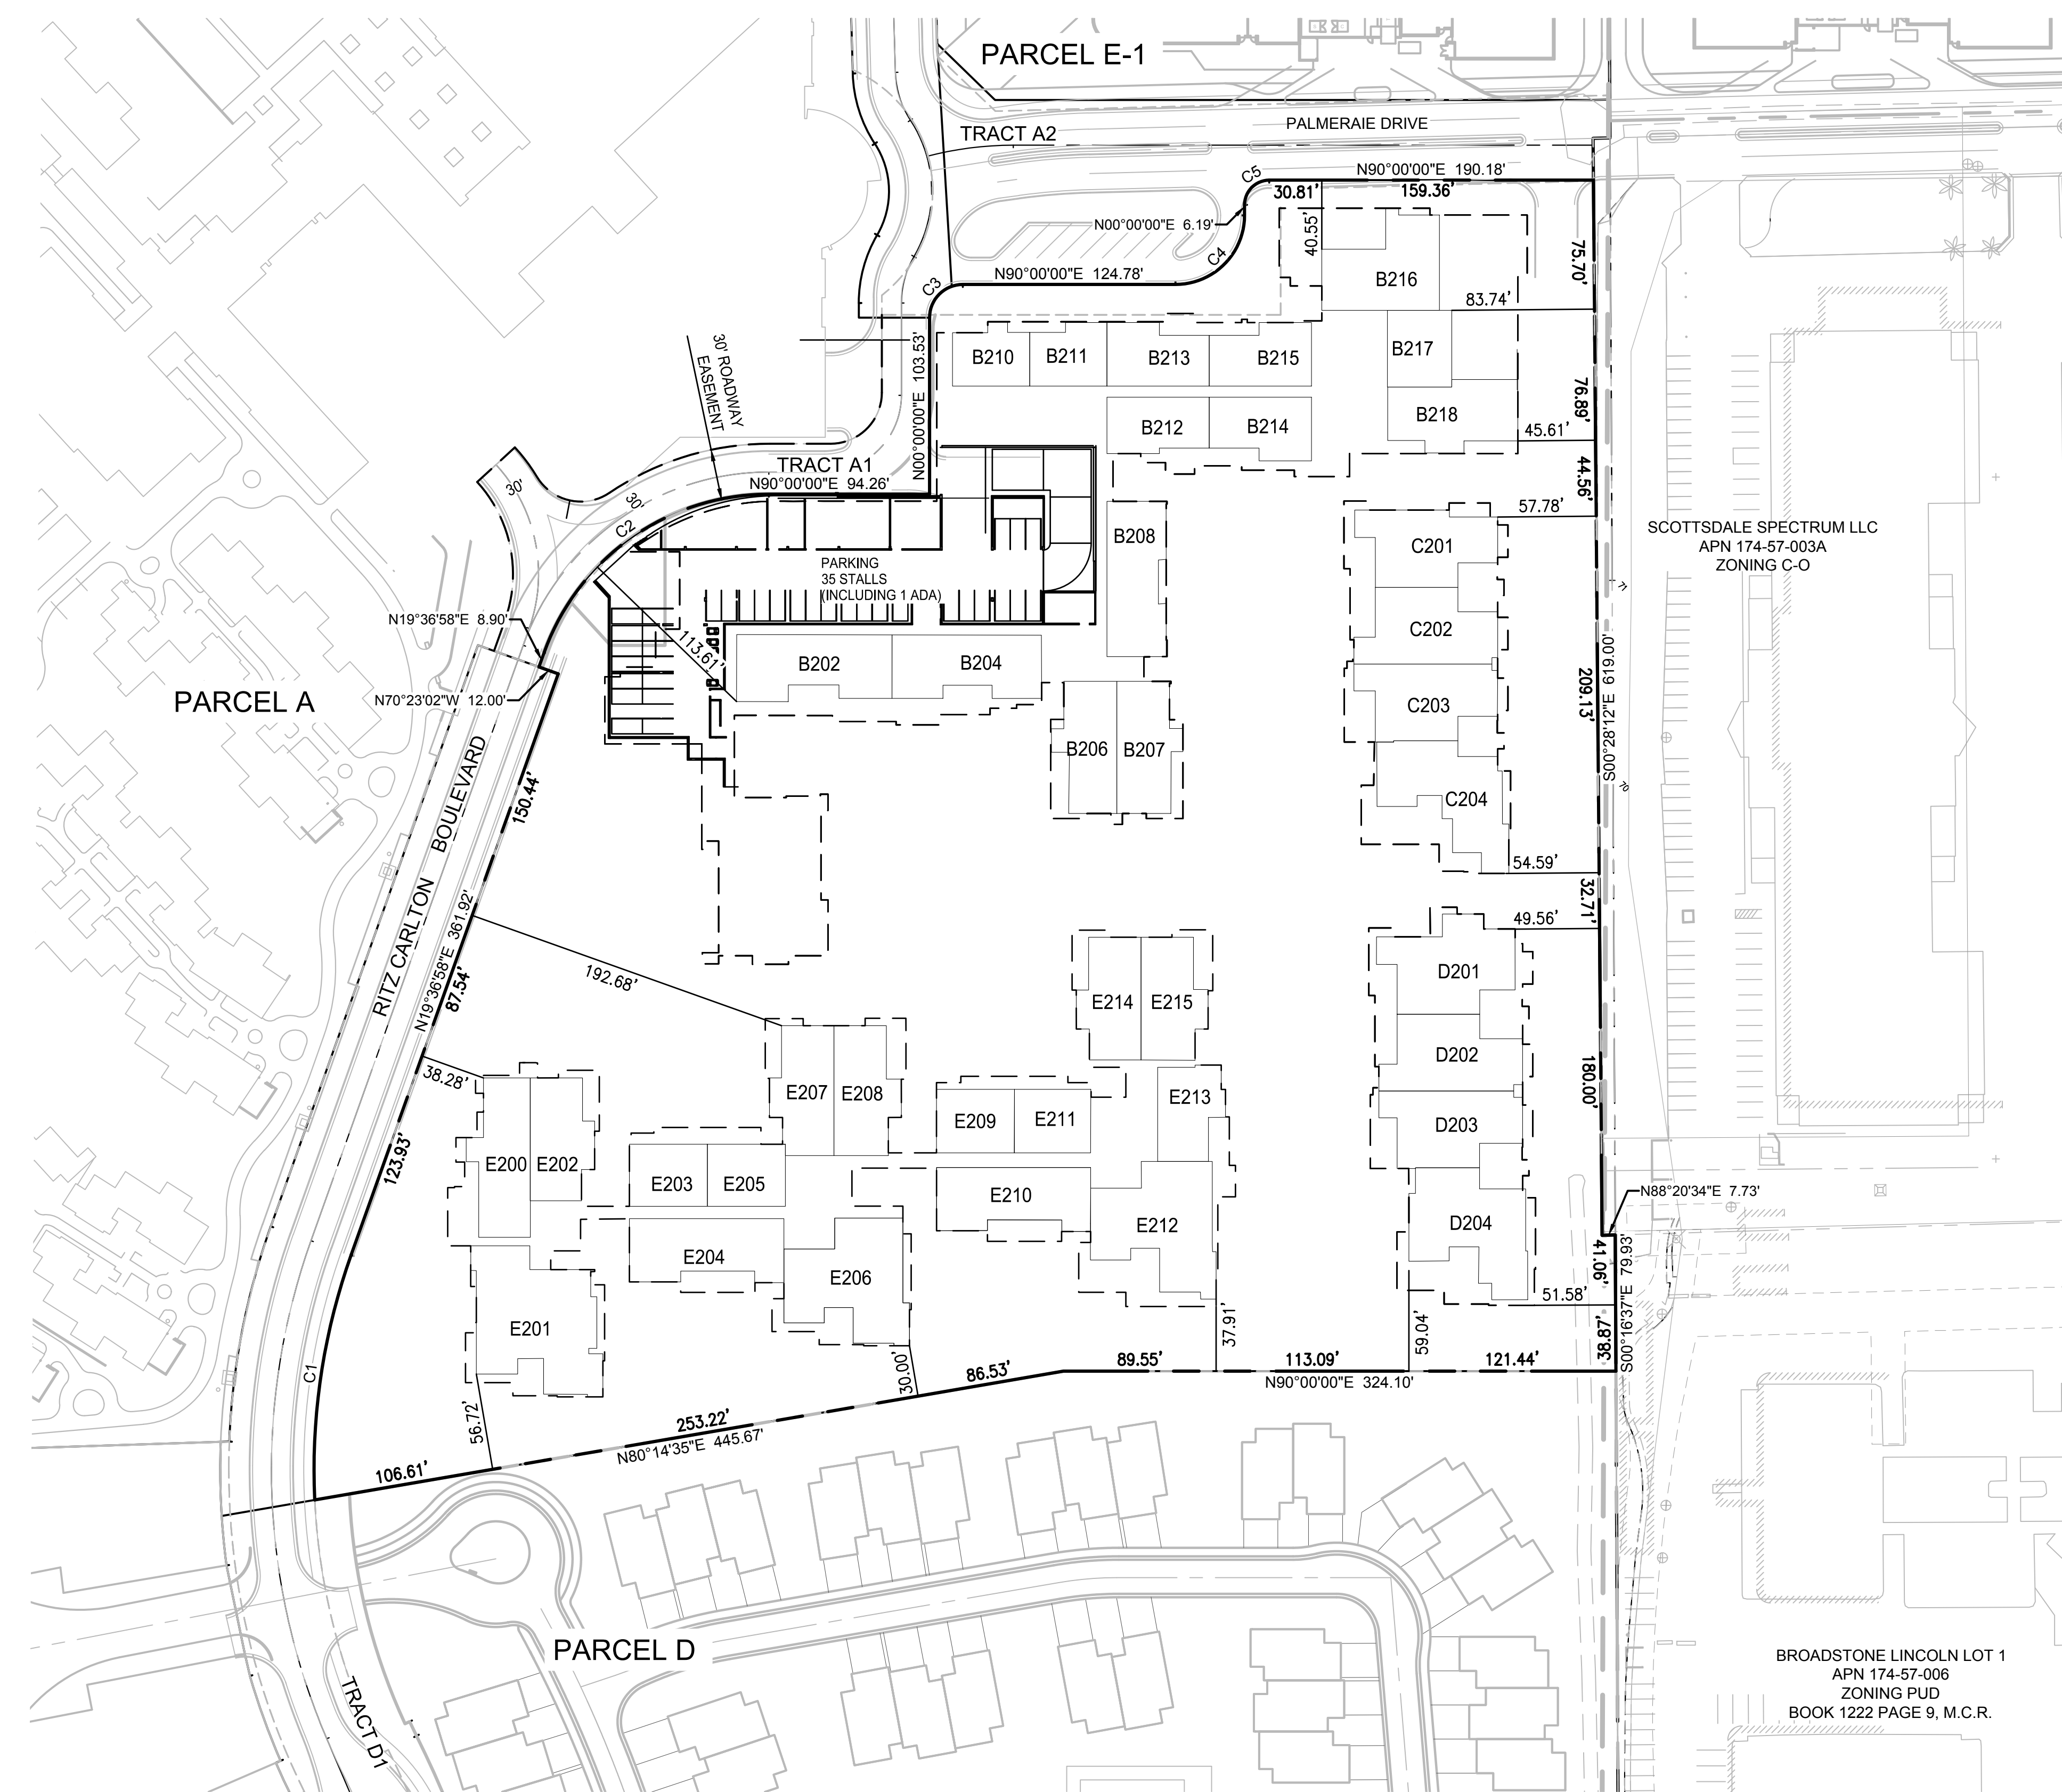 PARCEL E-1
TRACT A2
PALMERAIE DRIVE
C5
N90°00'00"E 190.18'
30.81'
159.36'
N00°00'00"E 6.19'
40.55'
75.70'
C4
N90°00'00"E 124.78'
C3
B216
83.74'
30' ROADWAY
EASEMENT
N00°00'00"E 103.53'
B210
B211
B213
B215
B217
76.89'
B212
B214
B218
45.61'
TRACT A1
N90°00'00"E 94.26'
44.56'
30'
30'
C2
57.78'
B208
C201
SCOTTSDALE SPECTRUM LLC
APN 174-57-003A
ZONING C-O
PARKING
35 STALLS
(INCLUDING 1 ADA)
71
N19°36'58"E 8.90'
C202
113.61'
B202
B204
S00°28'12"E 619.00'
209.13'
PARCEL A
N70°23'02"W 12.00'
C203
B206
B207
RITZ CARLTON BOULEVARD
150.44'
C204
70
54.59'
32.71'
49.56'
N19°36'58"E 361.92'
87.54'
192.68'
D201
E214
E215
D202
38.28'
180.00'
E207
E208
E213
E209
E211
D203
123.93'
E200
E202
E203
E205
E210
N88°20'34"E 7.73'
E212
D204
E204
E206
41.06'
S00°16'37"E 79.93'
51.58'
E201
37.91'
59.04'
38.87'
C1
30.00'
86.53'
89.55'
113.09'
121.44'
N90°00'00"E 324.10'
56.72'
253.22'
N80°14'35"E 445.67'
106.61'
PARCEL D
TRACT D1
BROADSTONE LINCOLN LOT 1
APN 174-57-006
ZONING PUD
BOOK 1222 PAGE 9, M.C.R.